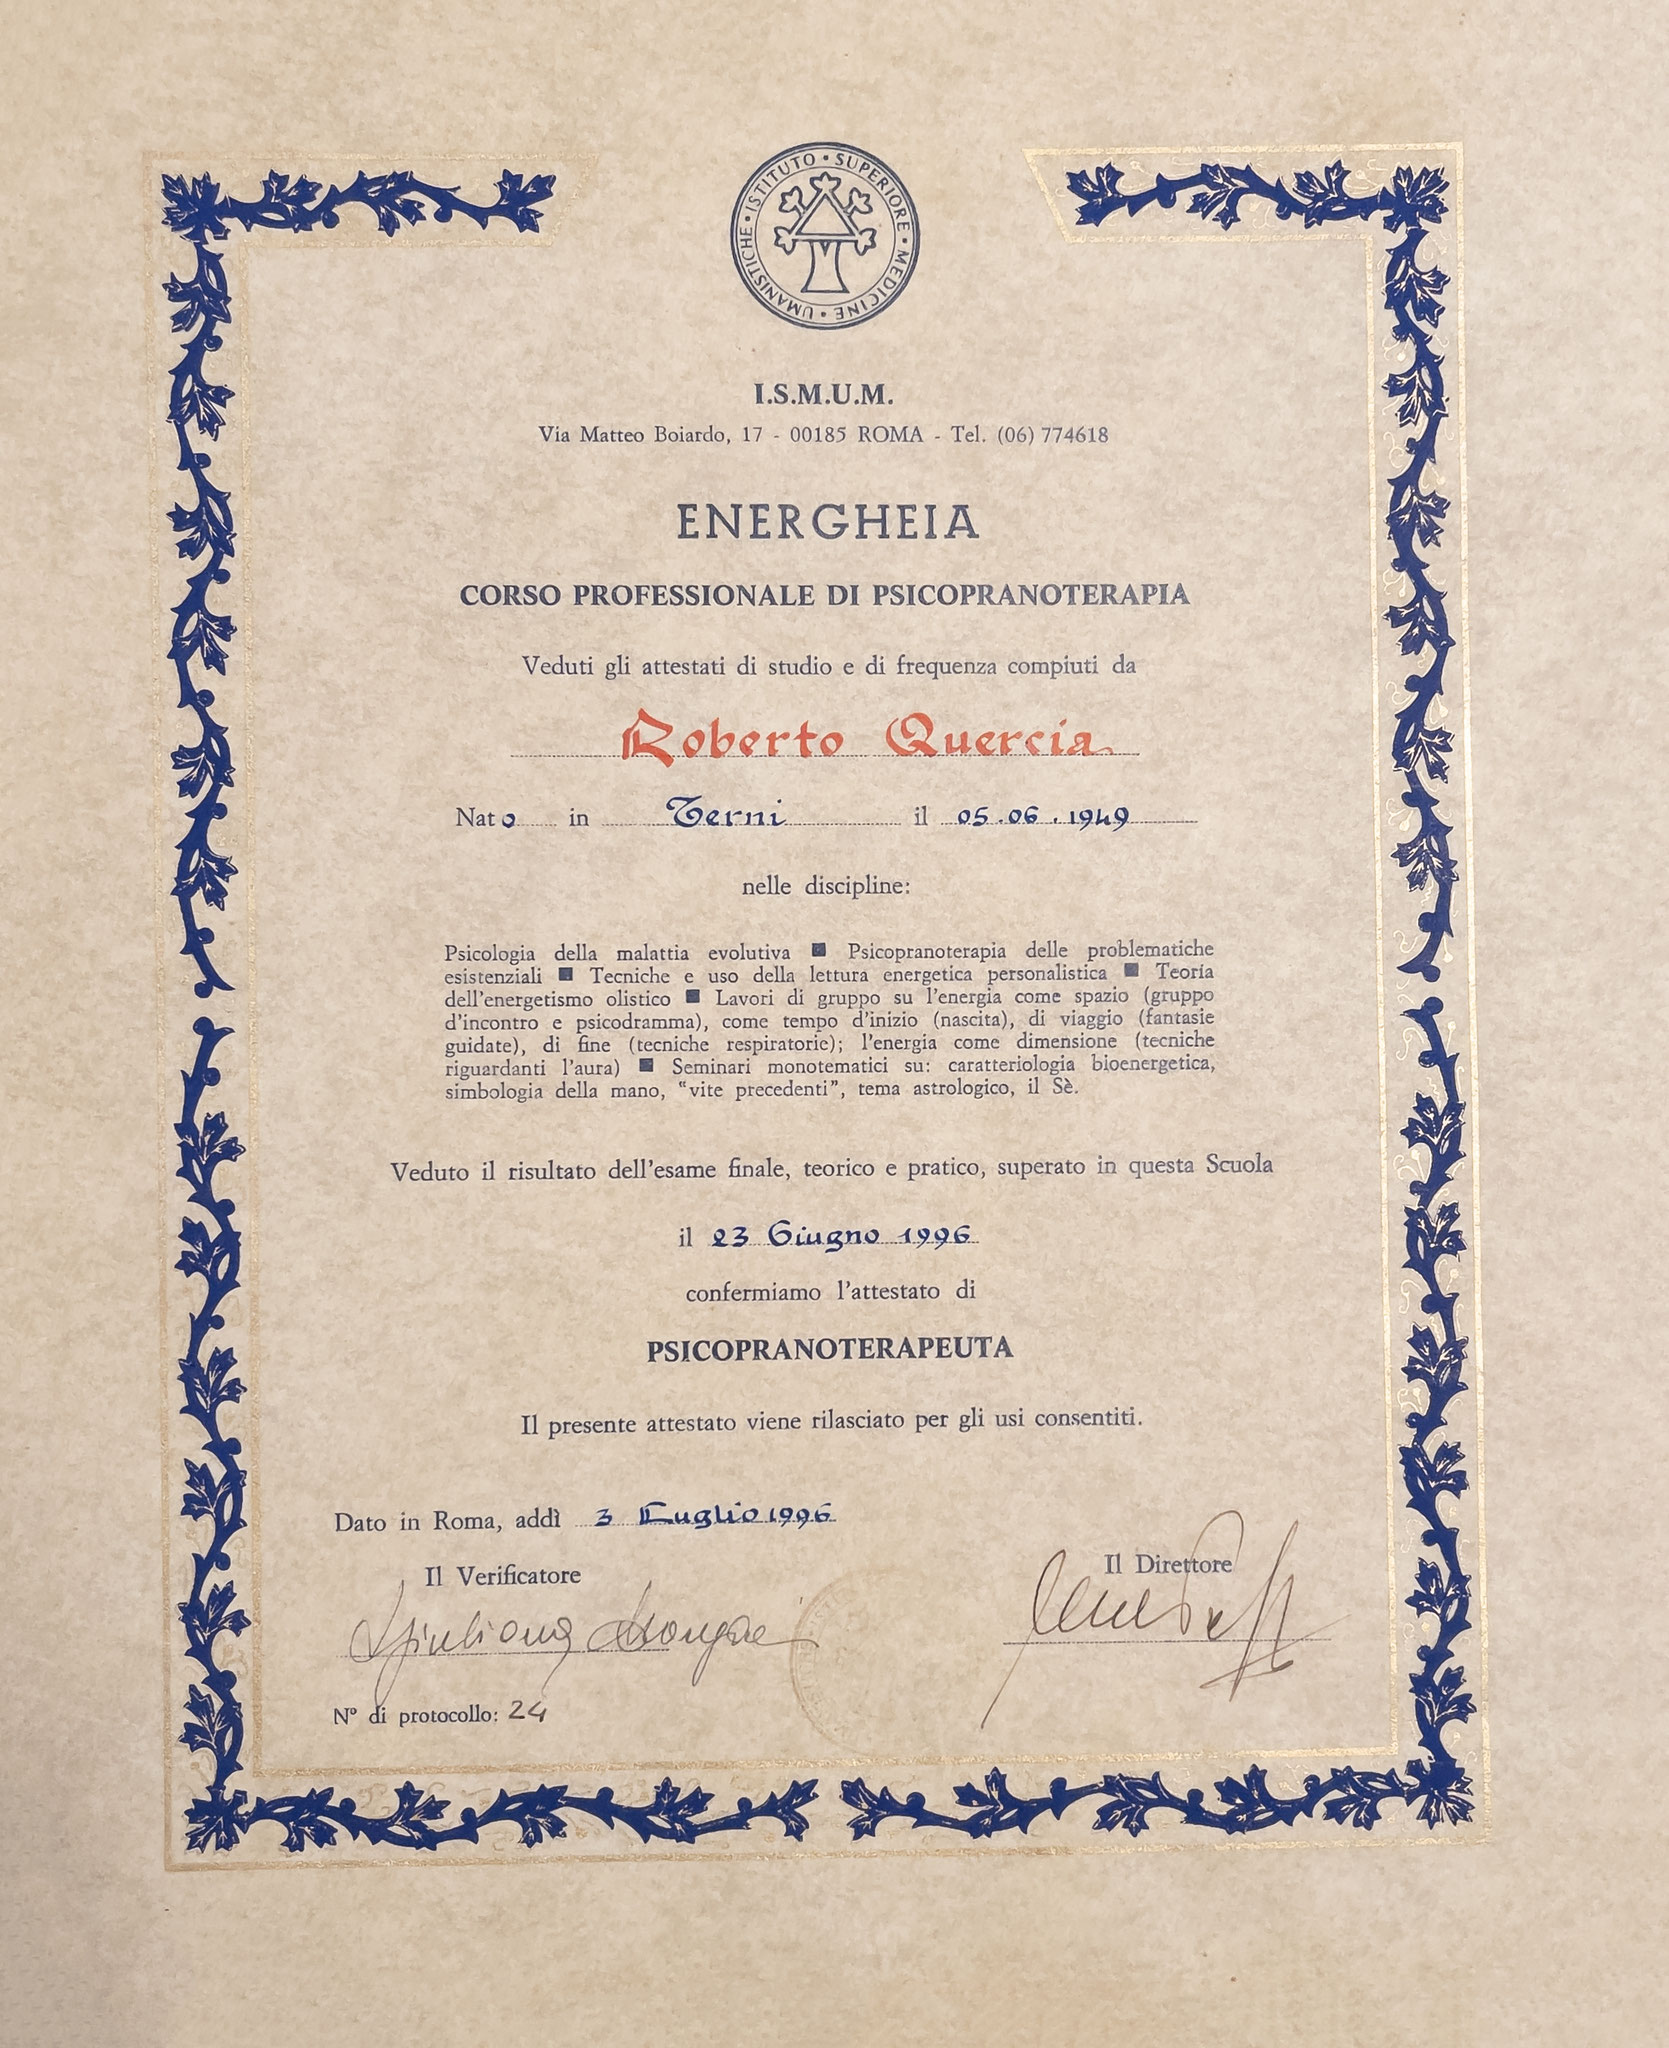 ISTITUTO • SUPERIORE • MEDICINE • UMANISTICHE •
I.S.M.U.M.
Via Matteo Boiardo, 17 - 00185 ROMA - Tel. (06) 774618
ENERGHEIA
CORSO PROFESSIONALE DI PSICOPRANOTERAPIA
Veduti gli attestati di studio e di frequenza compiuti da
Roberto Quercia
Nato in Terni il 05.06.1949
nelle discipline:
Psicologia della malattia evolutiva ■ Psicopranoterapia delle problematiche
esistenziali ■ Tecniche e uso della lettura energetica personalistica ■ Teoria
dell'energetismo olistico ■ Lavori di gruppo su l'energia come spazio (gruppo
d'incontro e psicodramma), come tempo d'inizio (nascita), di viaggio (fantasie
guidate), di fine (tecniche respiratorie); l'energia come dimensione (tecniche
riguardanti l'aura) ■ Seminari monotematici su: caratteriologia bioenergetica,
simbologia della mano, "vite precedenti", tema astrologico, il Sè.
Veduto il risultato dell'esame finale, teorico e pratico, superato in questa Scuola
il 23 Giugno 1996
confermiamo l'attestato di
PSICOPRANOTERAPEUTA
Il presente attestato viene rilasciato per gli usi consentiti.
Dato in Roma, addì 3 Luglio 1996
Il Verificatore
Il Direttore
Giuliana
N° di protocollo: 24